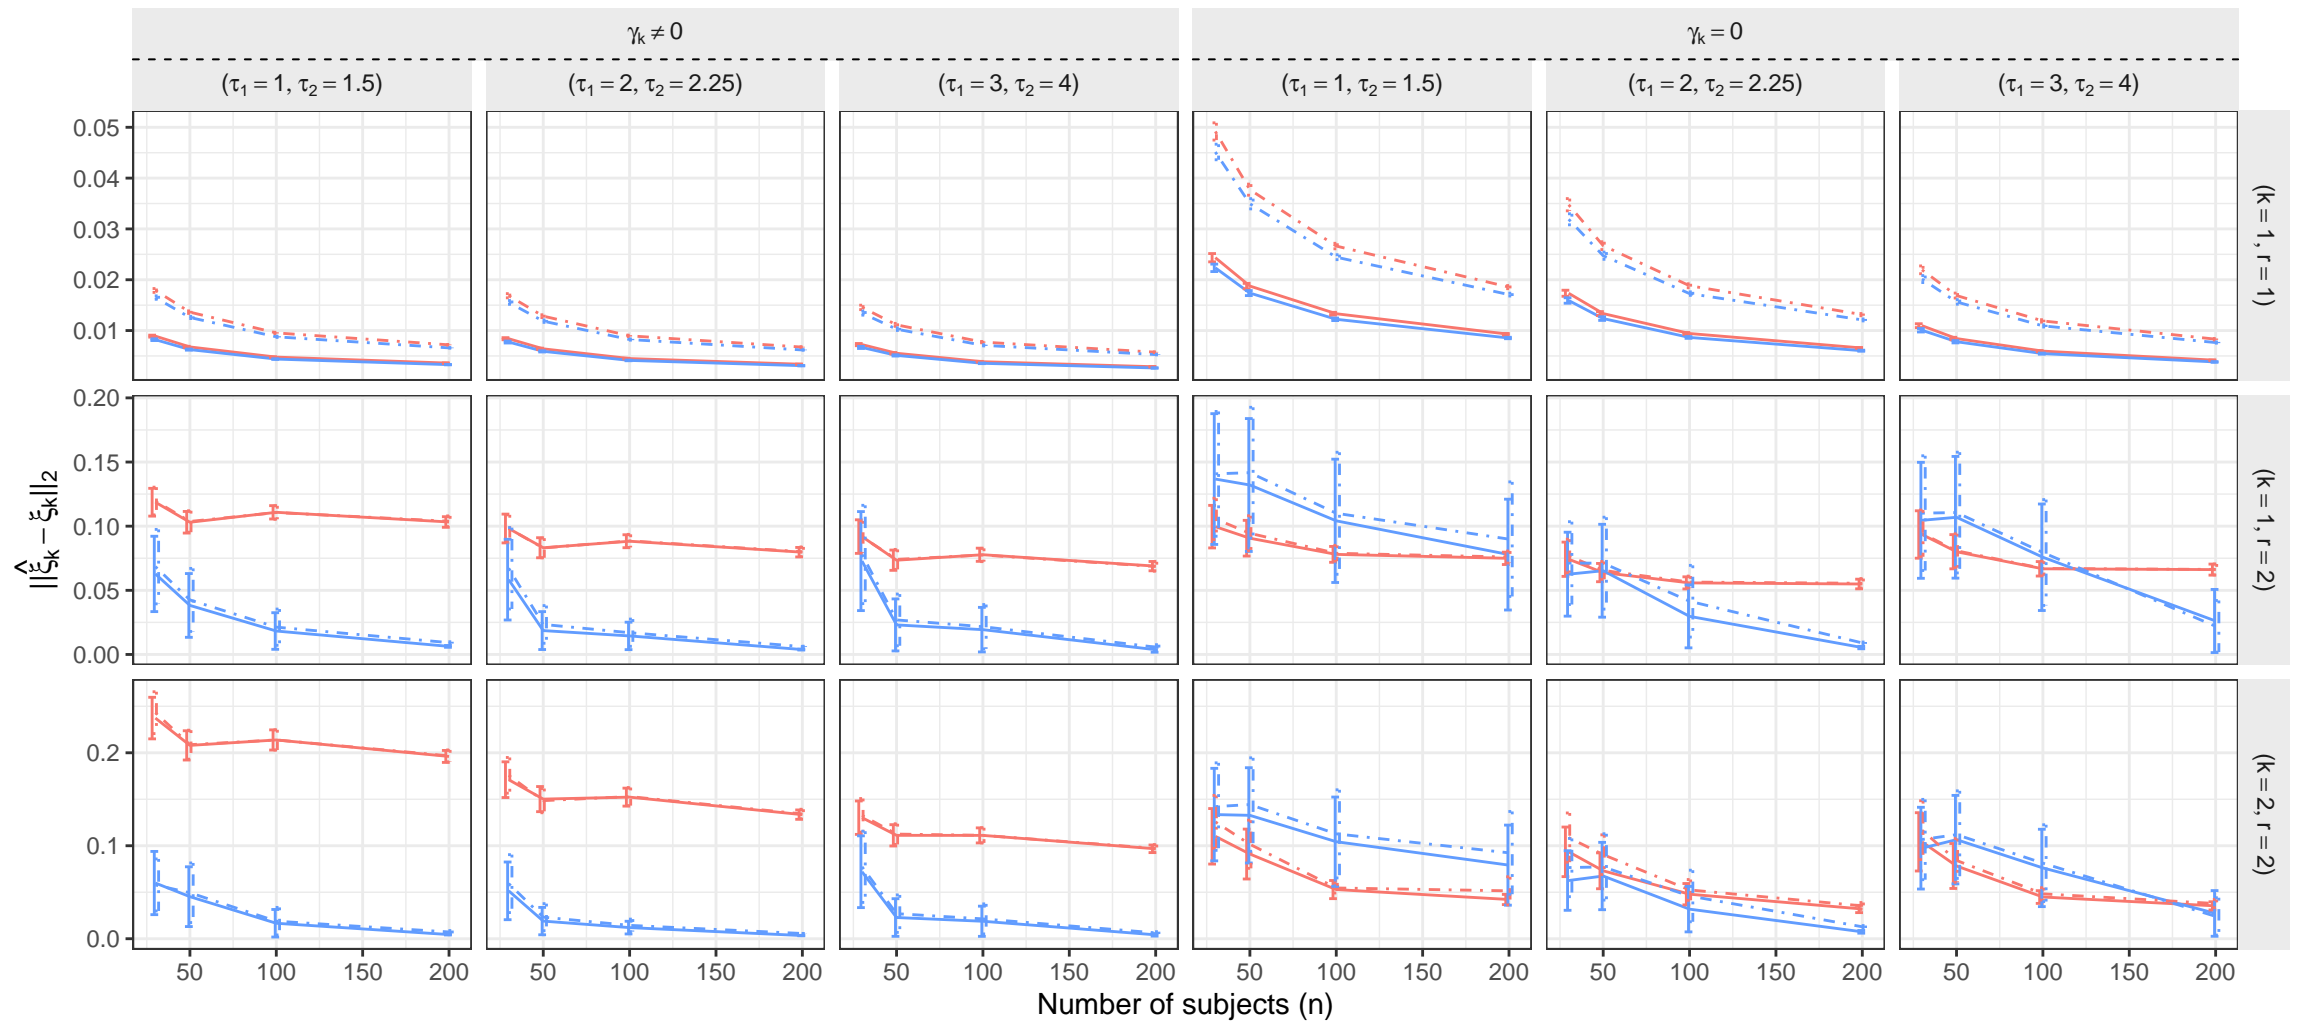 γk ≠ 0 γk = 0
(τ1 = 1, τ2 = 1.5) (τ1 = 2, τ2 = 2.25) (τ1 = 3, τ2 = 4) (τ1 = 1, τ2 = 1.5) (τ1 = 2, τ2 = 2.25) (τ1 = 3, τ2 = 4)
0.05
0.04
0.03
0.02
0.01
(k = 1, r = 1)
0.20
0.15
0.10
0.05
0.00
(k = 1, r = 2)
||ξ̂k − ξk||2
0.2
0.1
0.0
(k = 2, r = 2)
50 100 150 200 50 100 150 200 50 100 150 200 50 100 150 200 50 100 150 200 50 100 150 200
Number of subjects (n)